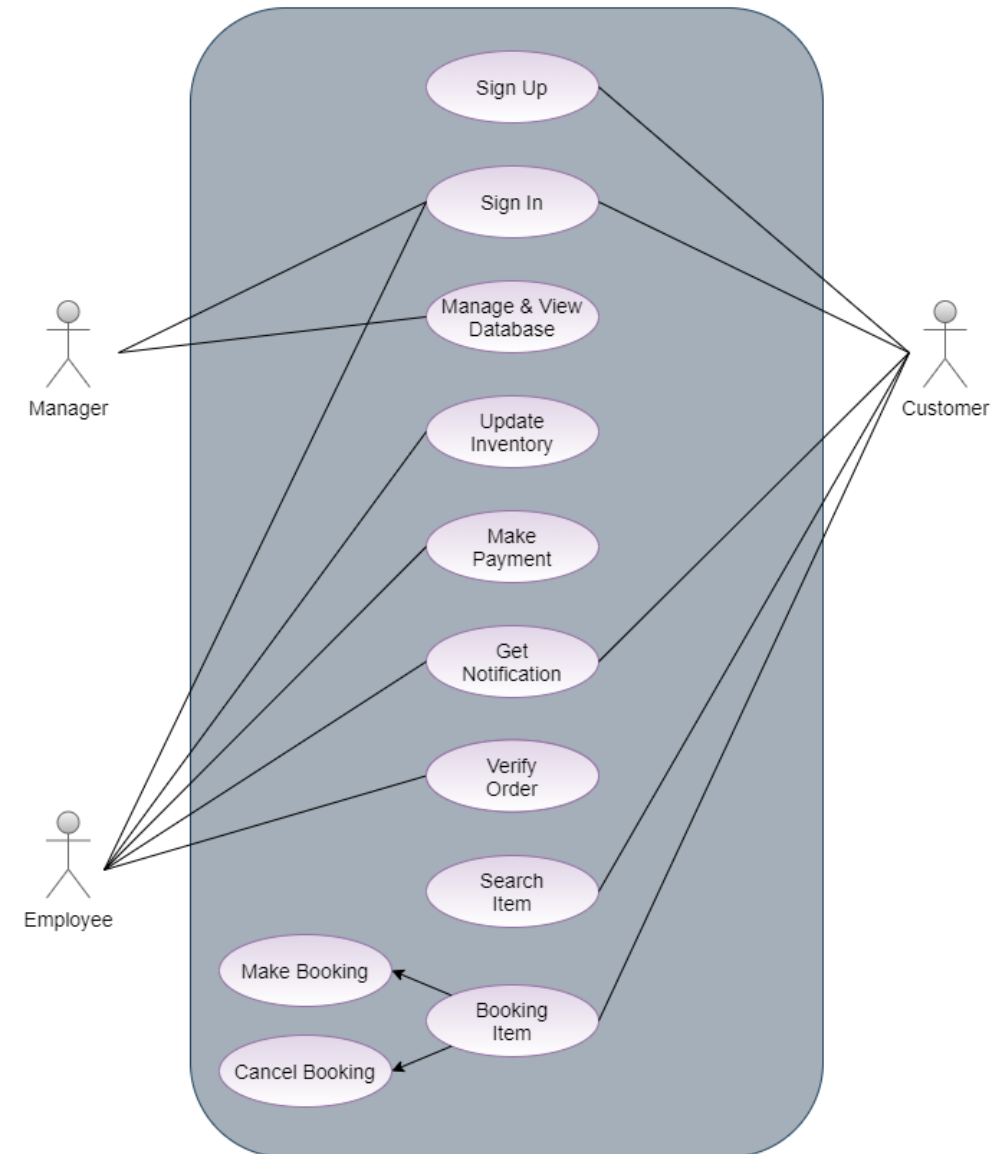 Sign Up
Sign In
Manage & View
Database
Manager
Customer
Update
Inventory
Make
Payment
Get
Notification
Verify
Order
Employee
Search
Item
Make Booking
Booking
Item
Cancel Booking